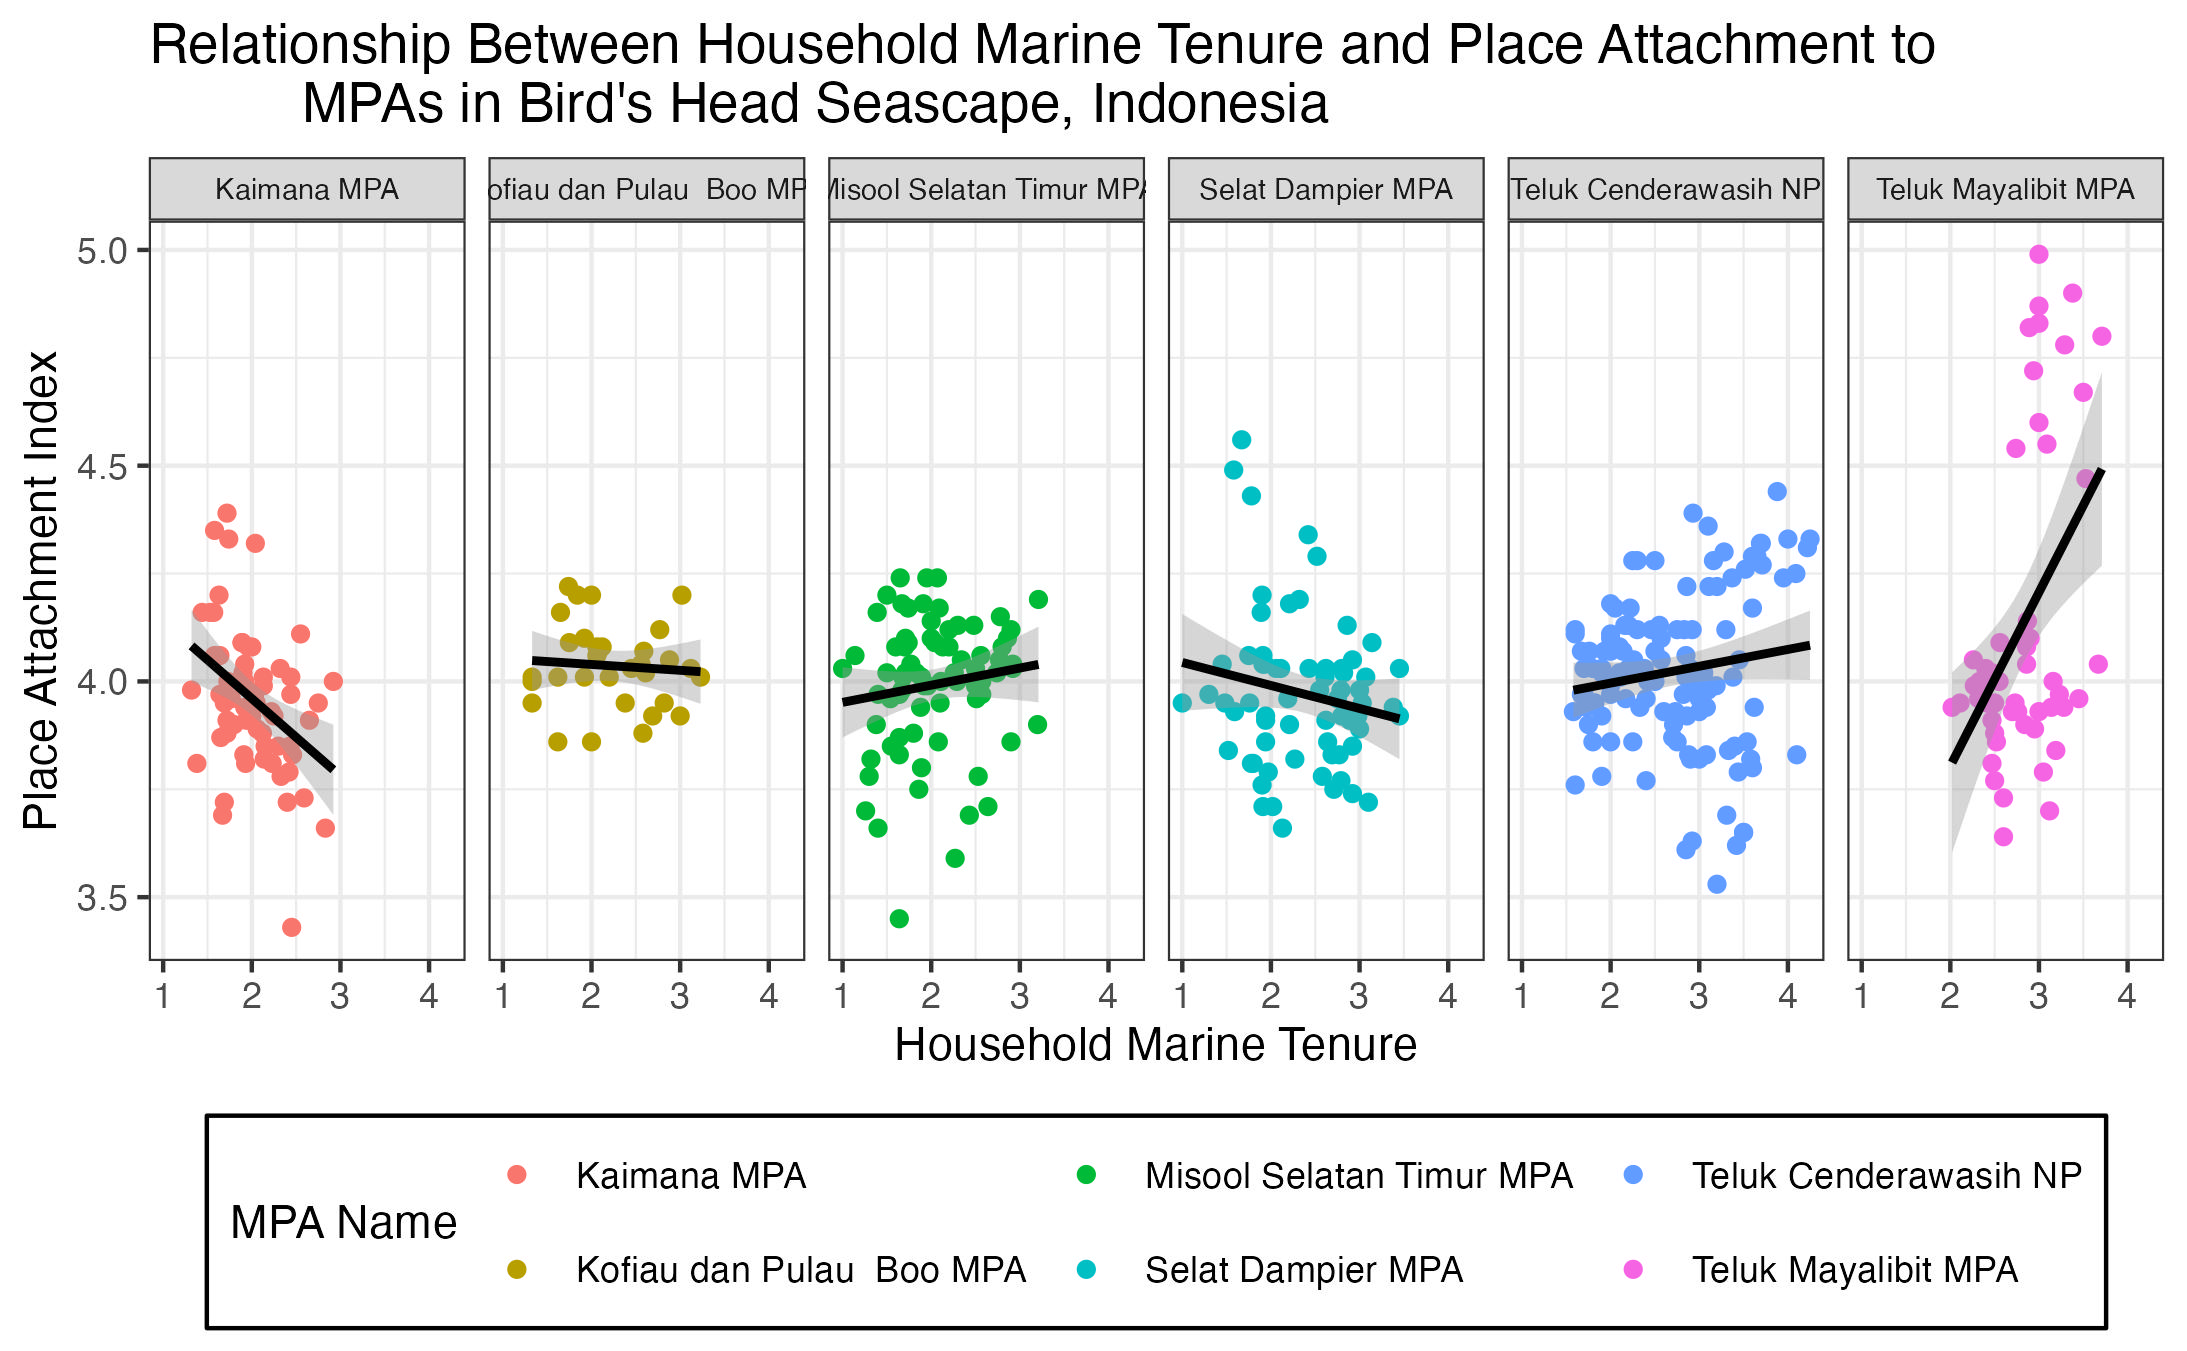 Relationship Between Household Marine Tenure and Place Attachment to
MPAs in Bird's Head Seascape, Indonesia
Kaimana MPA
ofiau dan Pulau  Boo MP
Misool Selatan Timur MPA
Selat Dampier MPA
Teluk Cenderawasih NP
Teluk Mayalibit MPA
Place Attachment Index
5.0
4.5
4.0
3.5
1 2 3 4
1 2 3 4
1 2 3 4
1 2 3 4
1 2 3 4
1 2 3 4
Household Marine Tenure
MPA Name
Kaimana MPA
Kofiau dan Pulau  Boo MPA
Misool Selatan Timur MPA
Selat Dampier MPA
Teluk Cenderawasih NP
Teluk Mayalibit MPA